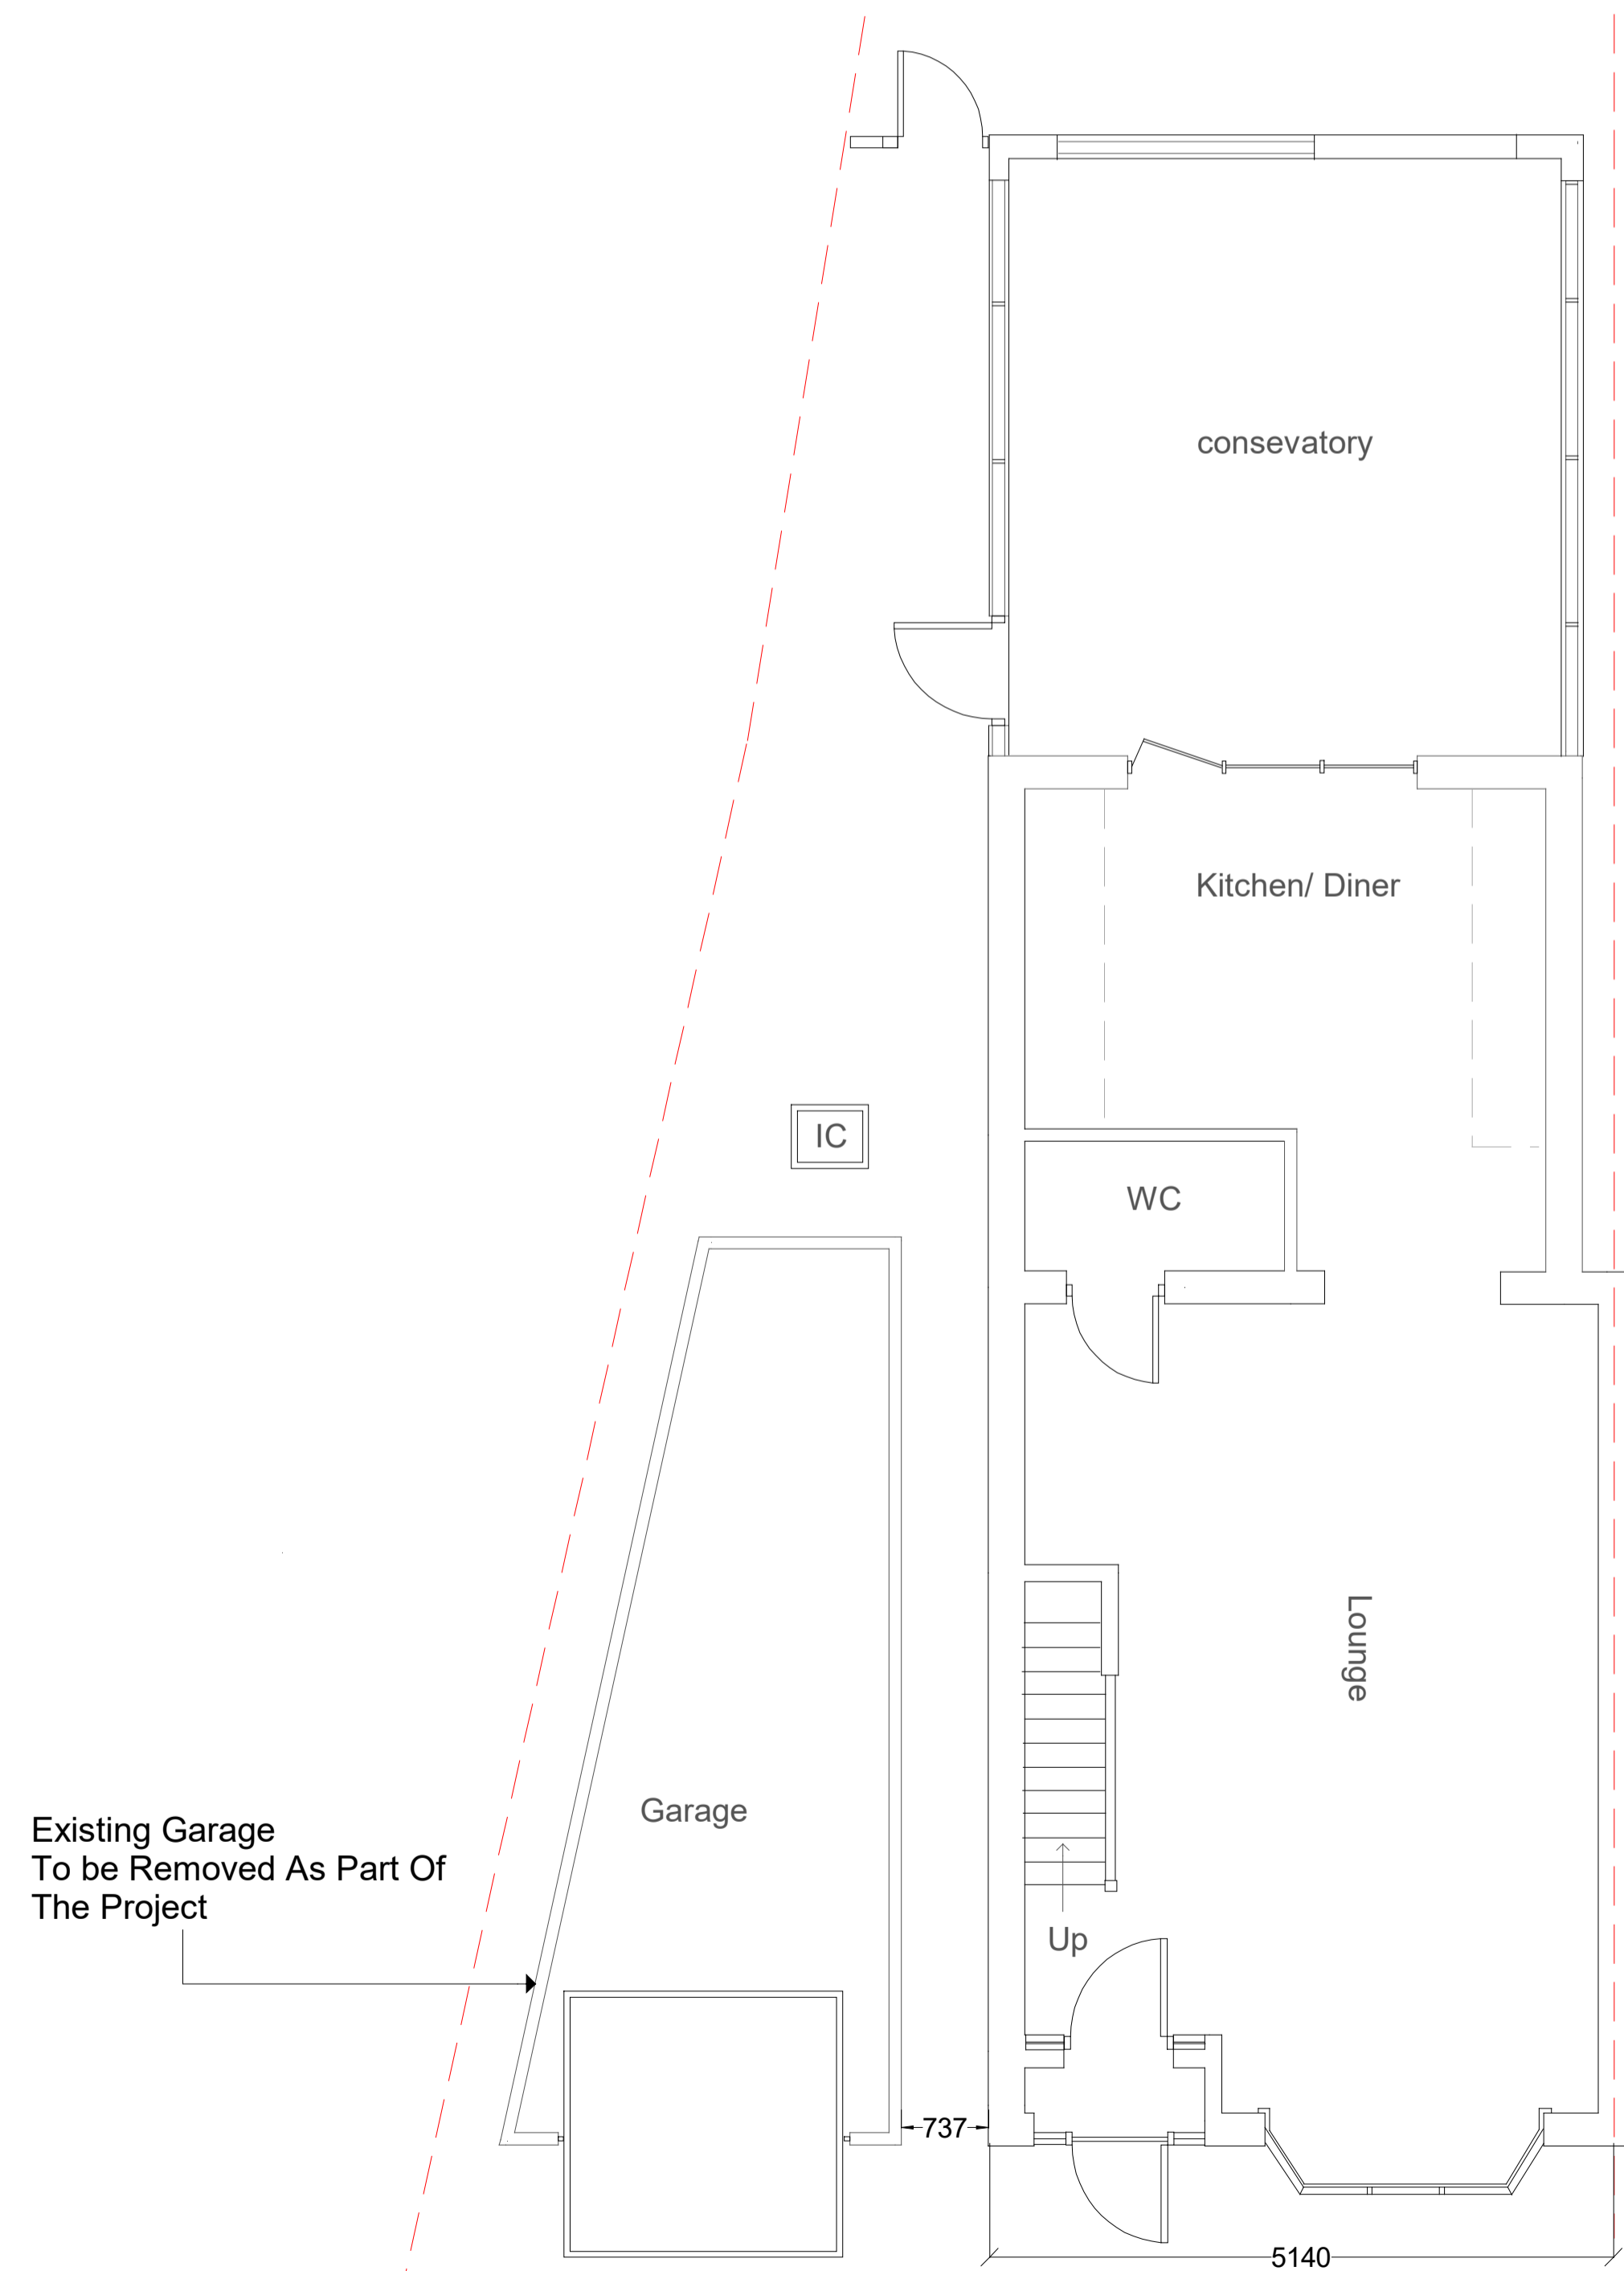 consevatory
Kitchen/ Diner
IC
WC
Lounge
Garage
Existing Garage
To be Removed As Part Of
The Project
Up
737
5140